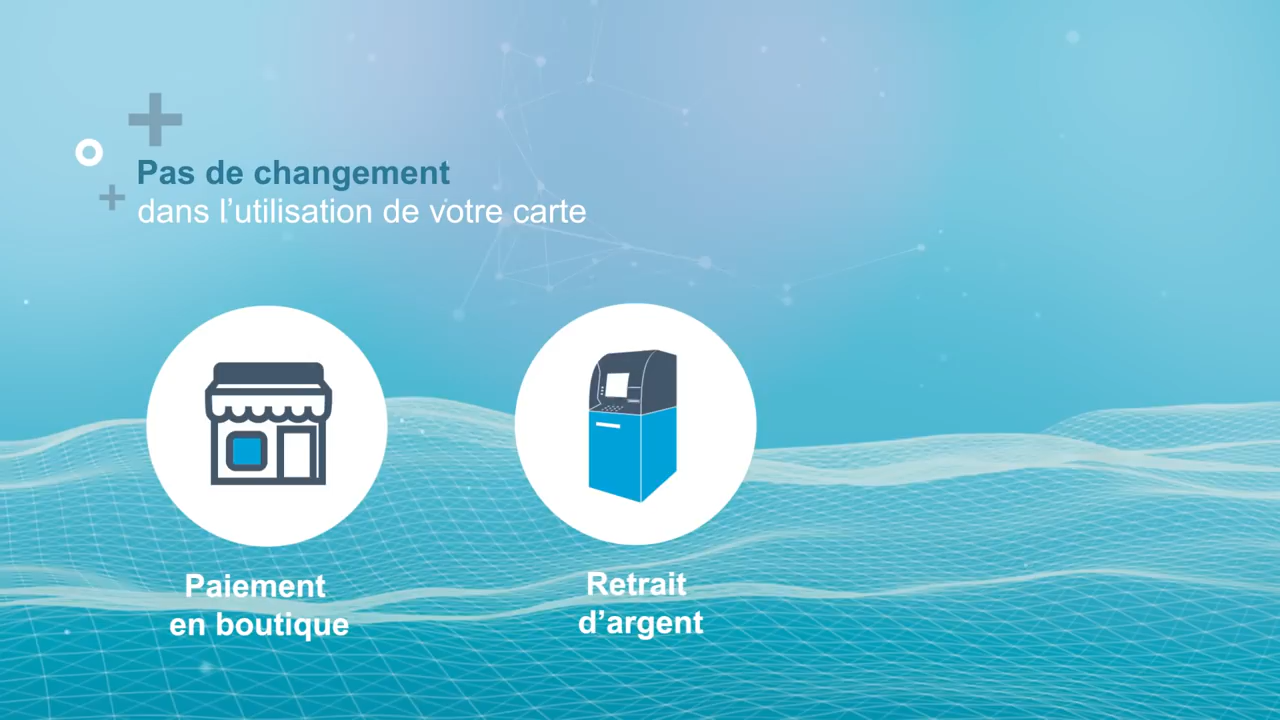 Pas de changement
dans l’utilisation de votre carte
Paiement
en boutique
Retrait
d’argent